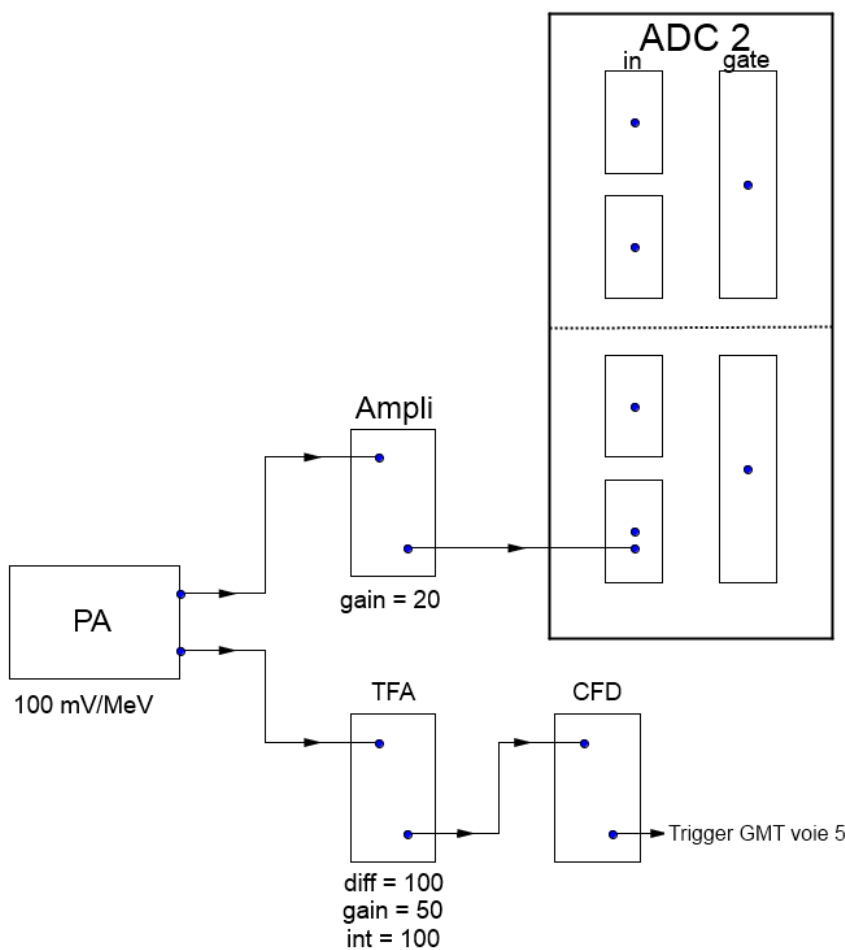 ADC 2
in
gate
Ampli
gain = 20
PA
100 mV/MeV
TFA
CFD
Trigger GMT voie 5
diff = 100
gain = 50
int = 100